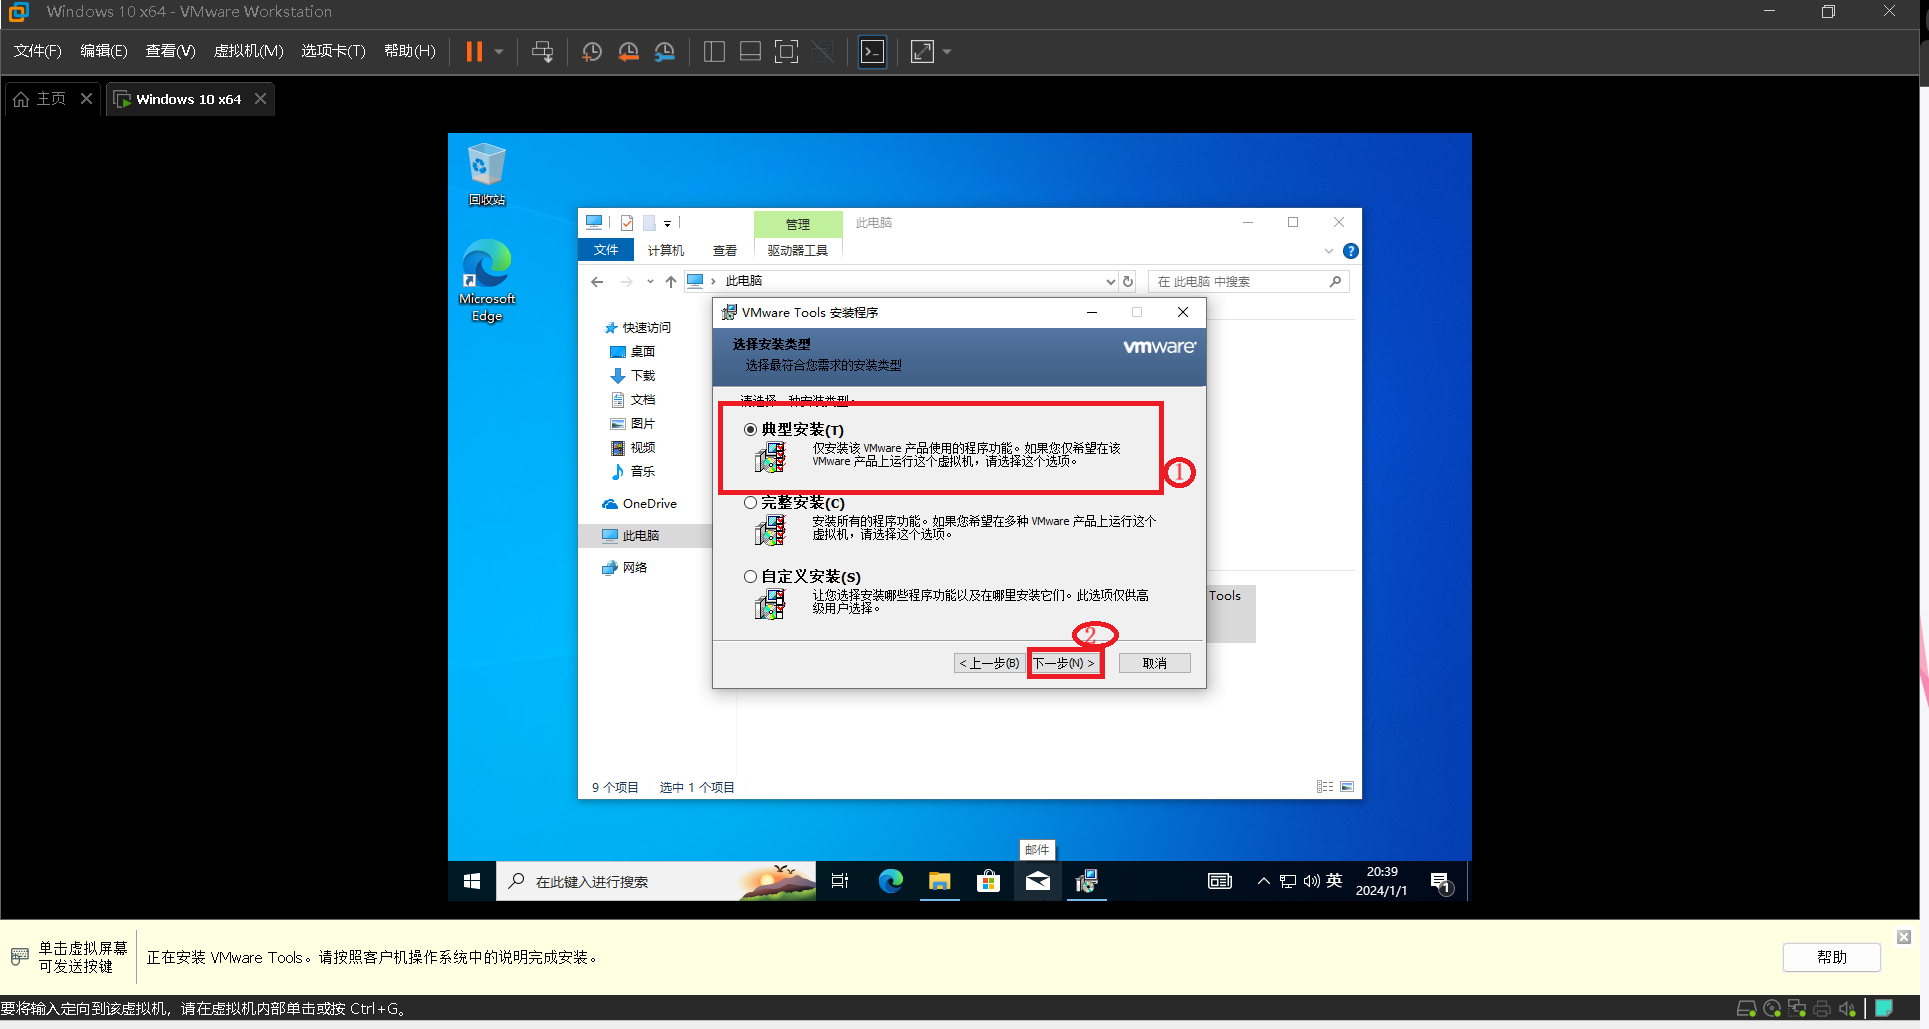 Windows 10 x64 - VMware Workstation
文件(F) 编辑(E) 查看(V) 虚拟机(M) 选项卡(T) 帮助(H)
主页 Windows 10 x64
回收站
Microsoft
Edge
管理 此电脑
文件 计算机 查看 驱动器工具
此电脑 在 此电脑 中搜索
快速访问
桌面
下载
文档
图片
视频
音乐
OneDrive
此电脑
网络
VMware Tools 安装程序
选择安装类型
vmware
选择最符合您需求的安装类型
请选择一种安装类型:
典型安装(T)
仅安装该 VMware 产品使用的程序功能。如果您仅希望在该
VMware 产品上运行这个虚拟机，请选择这个选项。
①
完整安装(C)
安装所有的程序功能。如果您希望在多种 VMware 产品上运行这个
虚拟机，请选择这个选项。
自定义安装(S)
让您选择安装哪些程序功能以及在哪里安装它们。此选项仅供高
级用户选择。
Tools
②
< 上一步(B) 下一步(N) > 取消
9 个项目 选中 1 个项目
邮件
在此键入进行搜索
英
20:39
2024/1/1
1
单击虚拟屏幕
可发送按键
正在安装 VMware Tools。请按照客户机操作系统中的说明完成安装。
帮助
要将输入定向到该虚拟机，请在虚拟机内部单击或按 Ctrl+G。